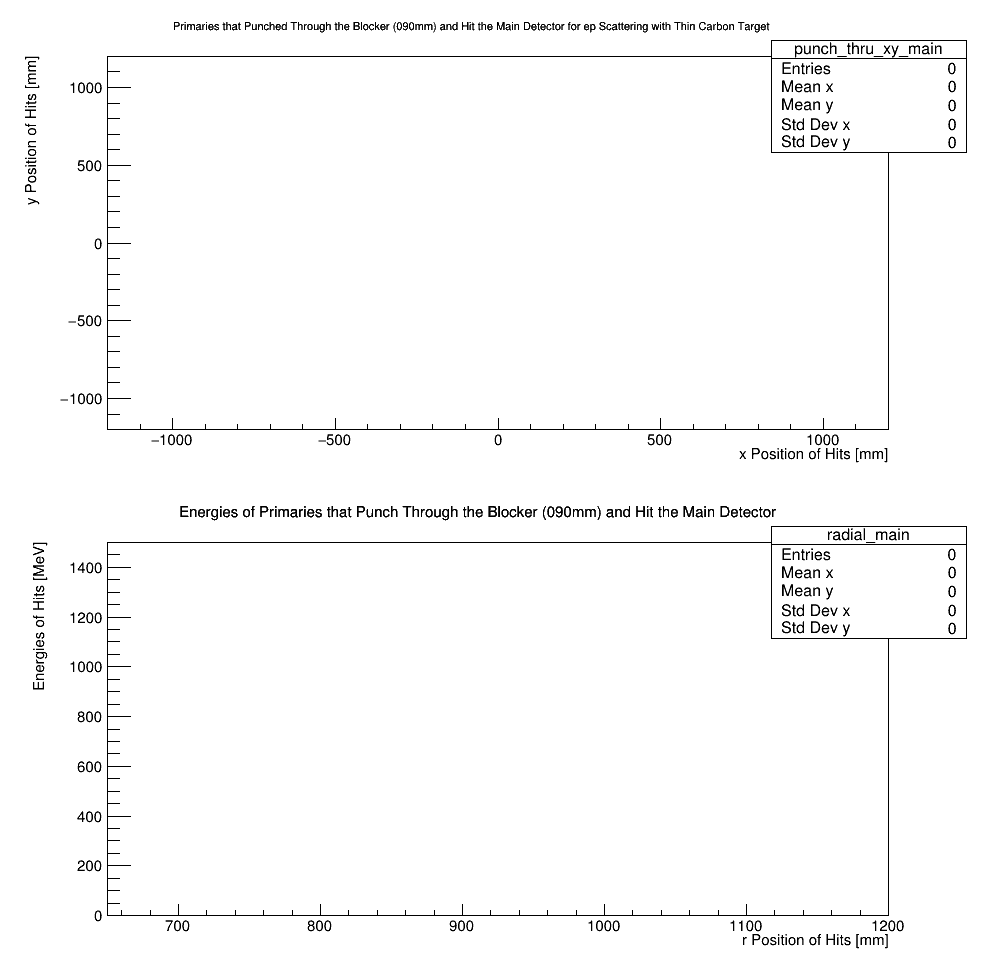 Primaries that Punched Through the Blocker (090mm) and Hit the Main Detector for ep Scattering with Thin Carbon Target
punch_thru_xy_main
Entries 0
Mean x 0
Mean y 0
Std Dev x 0
Std Dev y 0
y Position of Hits [mm]
1000
500
0
−500
−1000
−1000 −500 0 500 1000
x Position of Hits [mm]
Energies of Primaries that Punch Through the Blocker (090mm) and Hit the Main Detector
radial_main
Entries 0
Mean x 0
Mean y 0
Std Dev x 0
Std Dev y 0
Energies of Hits [MeV]
1400
1200
1000
800
600
400
200
0
700 800 900 1000 1100 1200
r Position of Hits [mm]